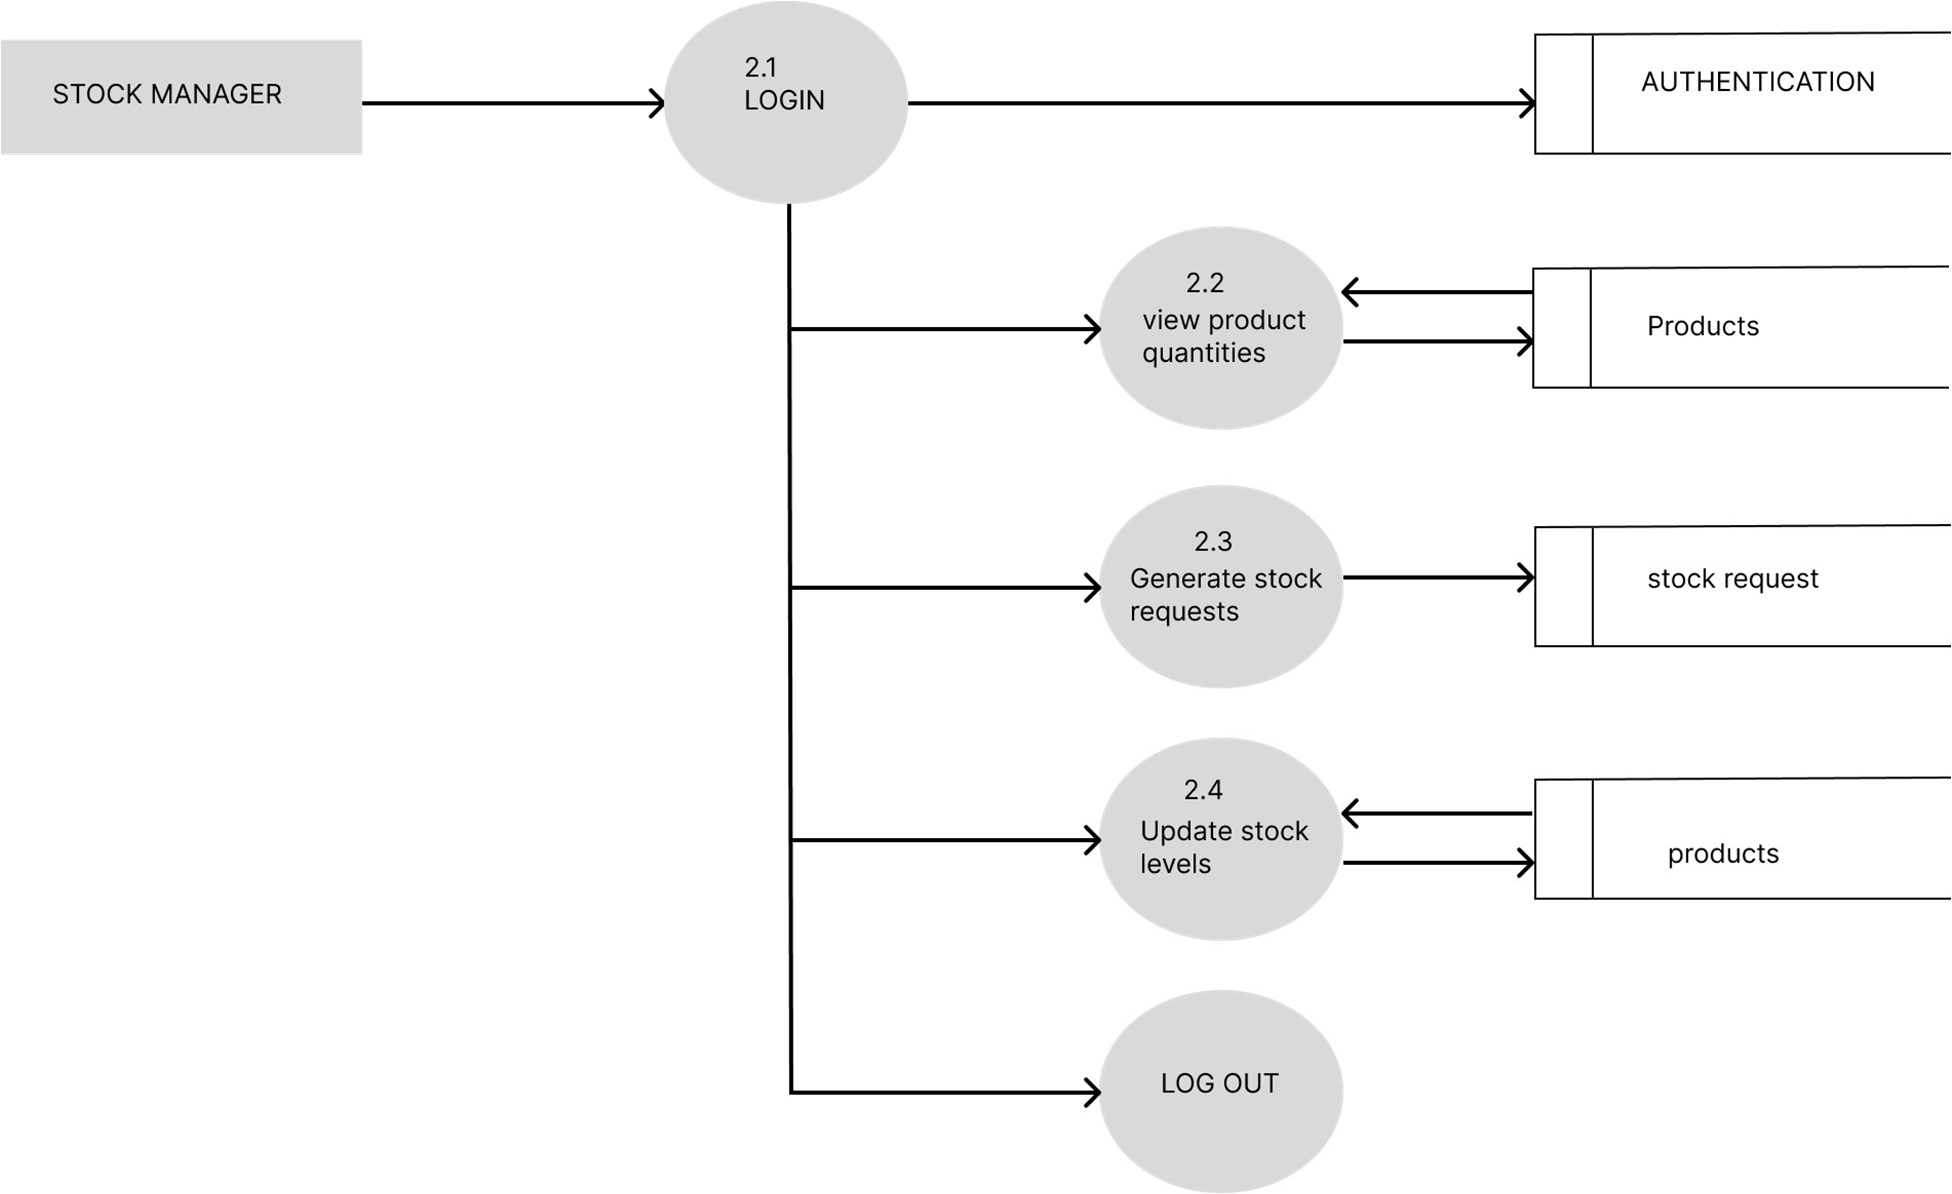 STOCK MANAGER
2.1
LOGIN
AUTHENTICATION
2.2
view product
quantities
Products
2.3
Generate stock
requests
stock request
2.4
Update stock
levels
products
LOG OUT